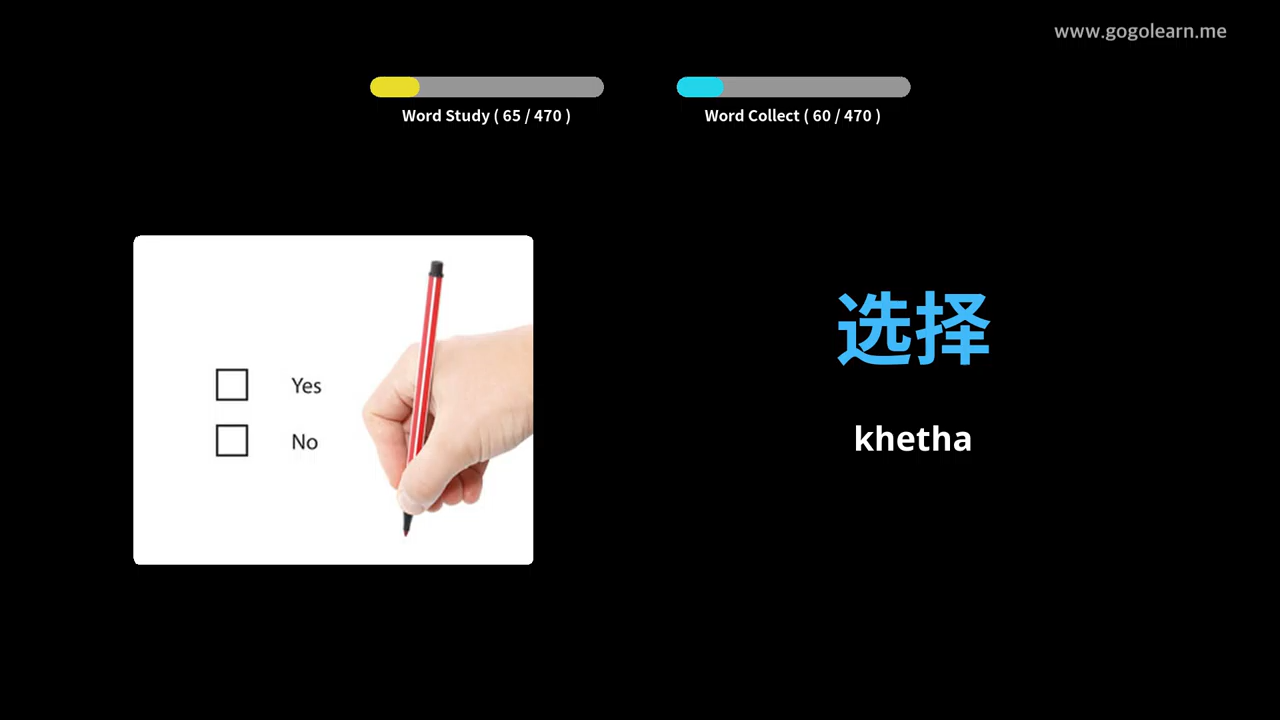 www.gogolearn.me
Word Study ( 65 / 470 )
Word Collect ( 60 / 470 )
Yes
No
选择
khetha